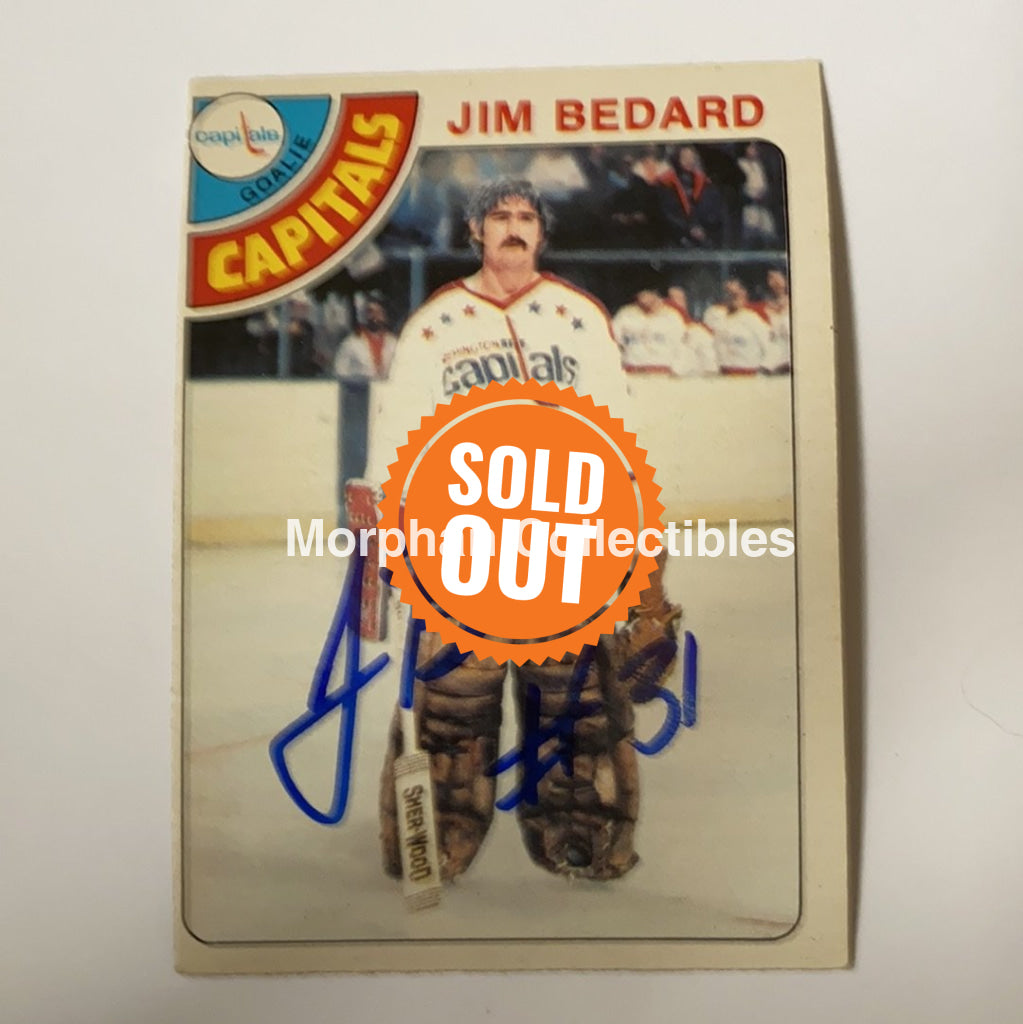 JIM BEDARD
capitals
GOALIE
CAPITALS
capitals
SOLD
OUT
Morphan Collectibles
#31
SHER-WOOD